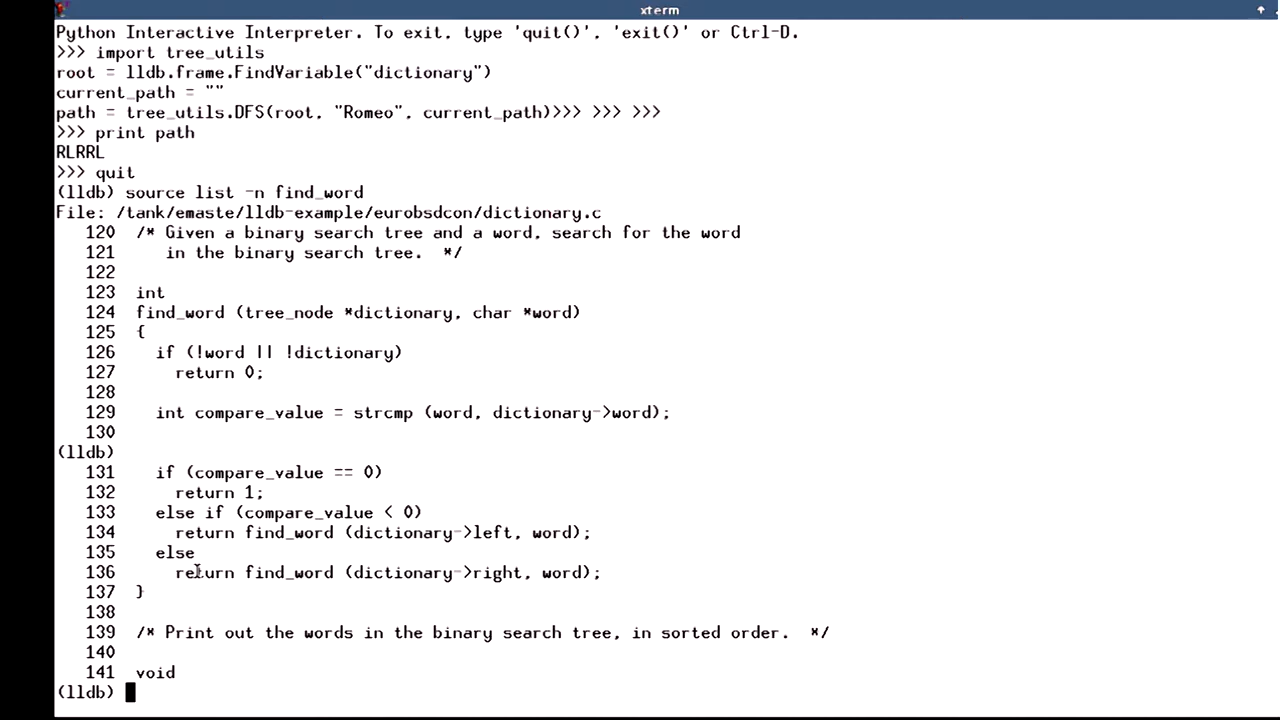 xterm
Python Interactive Interpreter. To exit, type 'quit()', 'exit()' or Ctrl-D.
>>> import tree_utils
root = lldb.frame.FindVariable("dictionary")
current_path = ""
path = tree_utils.DFS(root, "Romeo", current_path)>>> >>> >>>
>>> print path
RLRRL
>>> quit
(lldb) source list -n find_word
File: /tank/emaste/lldb-example/eurobsdcon/dictionary.c
120 /* Given a binary search tree and a word, search for the word
121 in the binary search tree. */
122
123 int
124 find_word (tree_node *dictionary, char *word)
125 {
126 if (!word || !dictionary)
127 return 0;
128
129 int compare_value = strcmp (word, dictionary->word);
130
(lldb)
131 if (compare_value == 0)
132 return 1;
133 else if (compare_value < 0)
134 return find_word (dictionary->left, word);
135 else
136 return find_word (dictionary->right, word);
137 }
138
139 /* Print out the words in the binary search tree, in sorted order. */
140
141 void
(lldb)